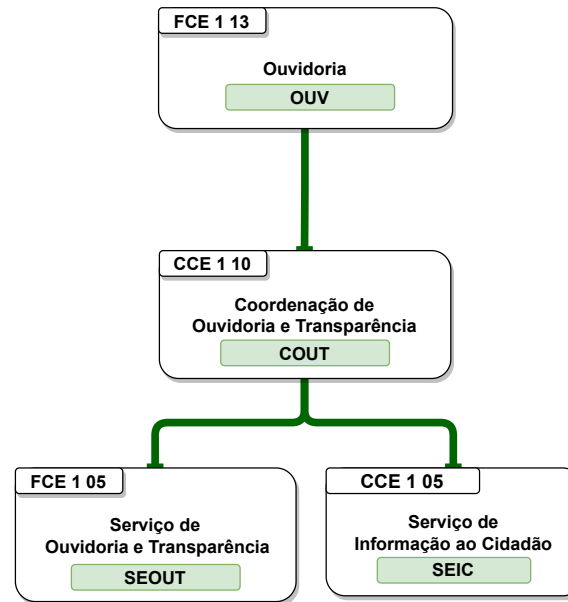 FCE 1 13
Ouvidoria
OUV
CCE 1 10
Coordenação de
Ouvidoria e Transparência
COUT
FCE 1 05
Serviço de
Ouvidoria e Transparência
SEOUT
CCE 1 05
Serviço de
Informação ao Cidadão
SEIC